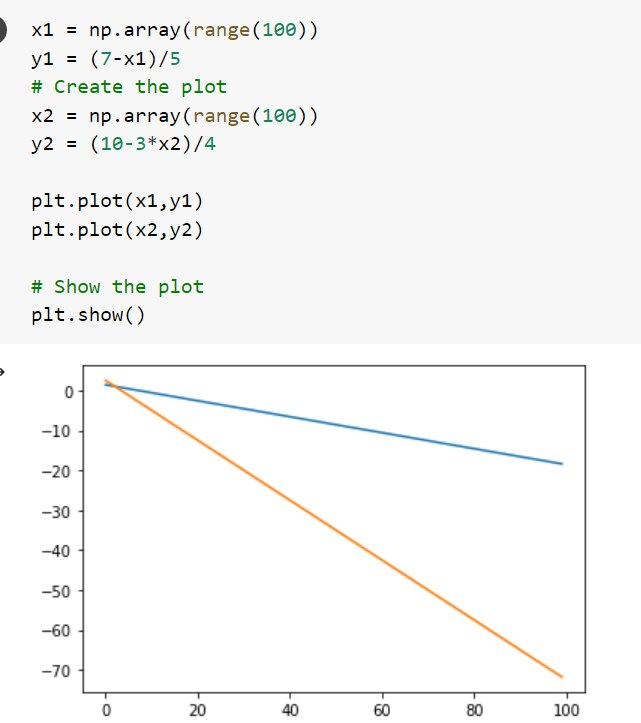 x1 = np.array(range(100))
y1 = (7-x1)/5
# Create the plot
x2 = np.array(range(100))
y2 = (10-3*x2)/4
plt.plot(x1,y1)
plt.plot(x2,y2)
# Show the plot
plt.show()
0
−10
−20
−30
−40
−50
−60
−70
0 20 40 60 80 100